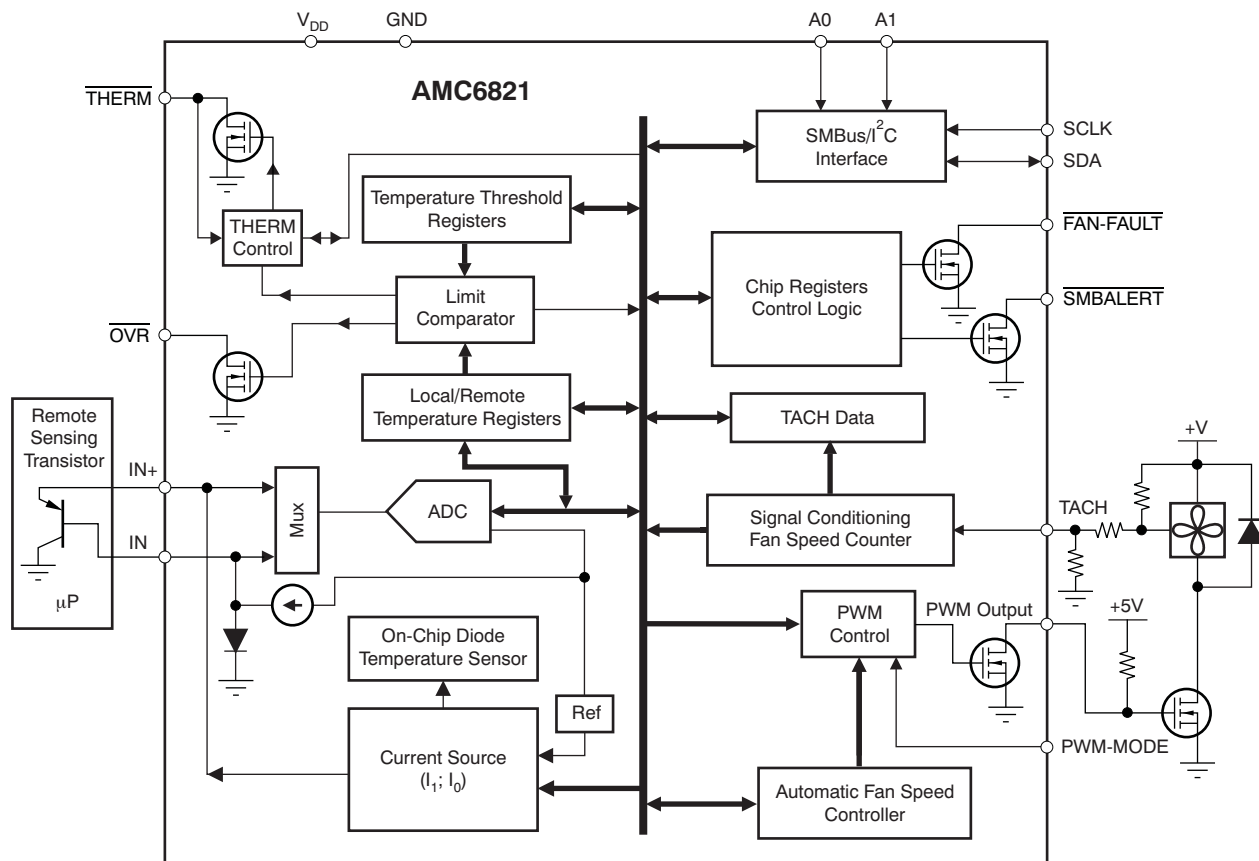 V_DD
GND
A0
A1
AMC6821
THERM
SMBus/I²C
Interface
SCLK
SDA
Temperature Threshold
Registers
THERM
Control
FAN-FAULT
Chip Registers
Control Logic
Limit
Comparator
SMBALERT
OVR
Local/Remote
Temperature Registers
TACH Data
Remote
Sensing
Transistor
IN+
IN
µP
Mux
ADC
Signal Conditioning
Fan Speed Counter
TACH
+V
+5V
PWM
Control
PWM Output
On-Chip Diode
Temperature Sensor
Ref
Current Source
(I₁; I₀)
PWM-MODE
Automatic Fan Speed
Controller